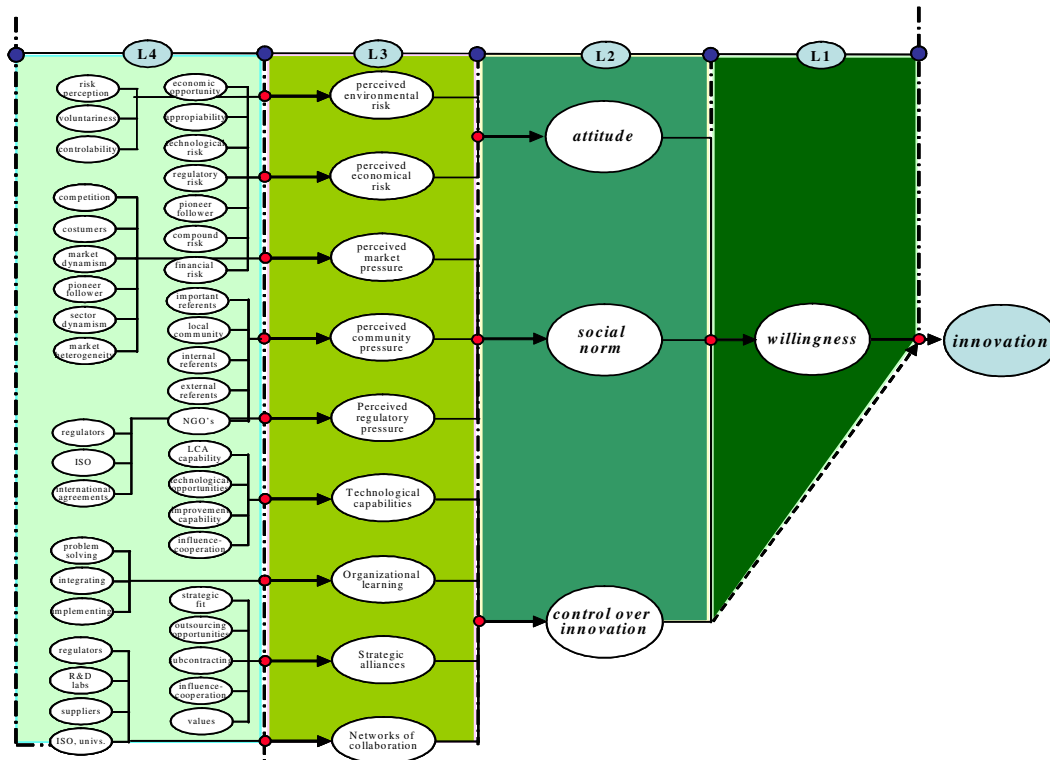 L4
L3
L2
L1
risk
perception
voluntariness
controlability
competition
costumers
market
dynamism
pioneer
follower
sector
dynamism
market
heterogeneity
regulators
ISO
international
agreements
problem
solving
integrating
implementing
regulators
R&D
labs
suppliers
ISO, univs.
economic
opportunity
appropiability
technological
risk
regulatory
risk
pioneer
follower
compound
risk
financial
risk
important
referents
local
community
internal
referents
external
referents
NGO's
LCA
capability
technological
opportunities
improvement
capability
influence-
cooperation
strategic
fit
outsourcing
opportunities
subcontracting
influence-
cooperation
values
perceived
environmental
risk
perceived
economical
risk
perceived
market
pressure
perceived
community
pressure
Perceived
regulatory
pressure
Technological
capabilities
Organizational
learning
Strategic
alliances
Networks of
collaboration
attitude
social
norm
control over
innovation
willingness
innovation